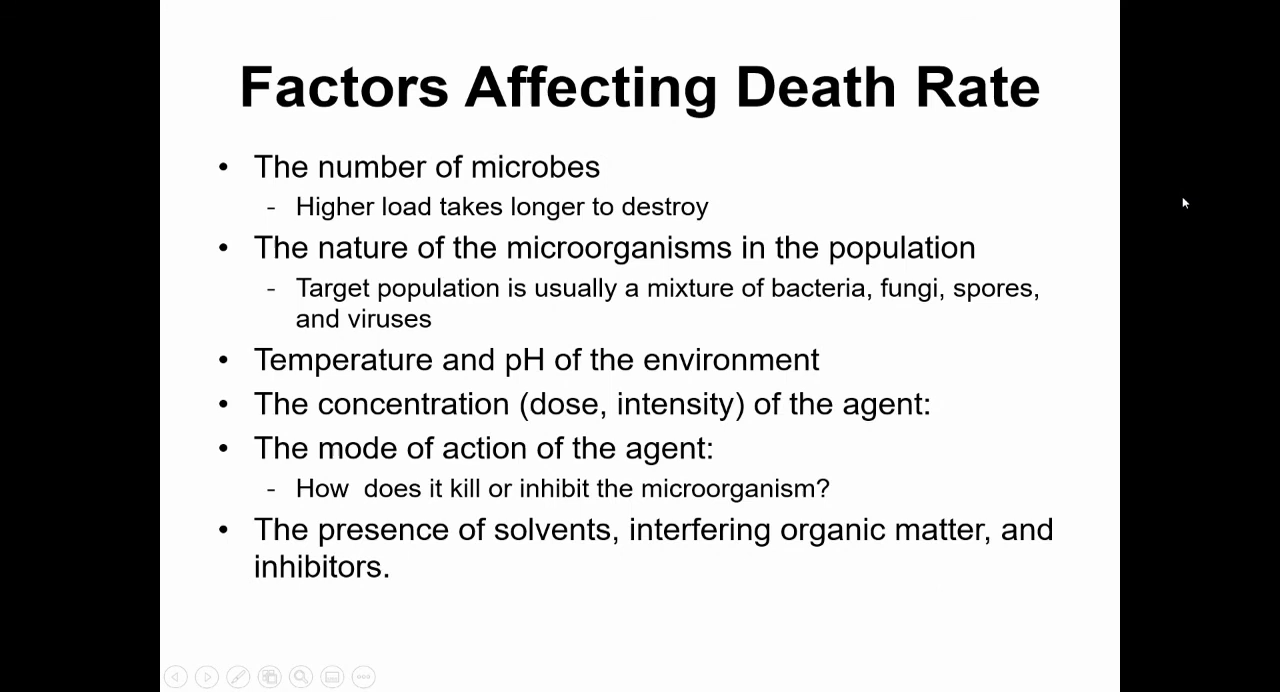 Factors Affecting Death Rate
• The number of microbes
- Higher load takes longer to destroy
• The nature of the microorganisms in the population
- Target population is usually a mixture of bacteria, fungi, spores,
and viruses
• Temperature and pH of the environment
• The concentration (dose, intensity) of the agent:
• The mode of action of the agent:
- How  does it kill or inhibit the microorganism?
• The presence of solvents, interfering organic matter, and
inhibitors.